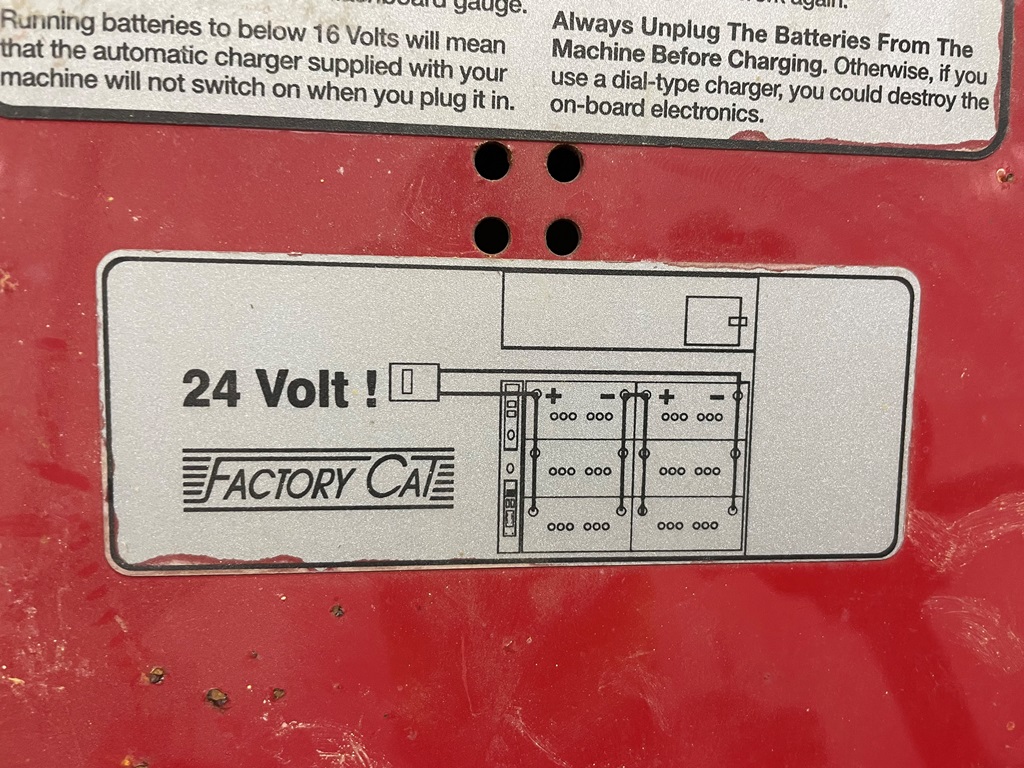 gauge.
Running batteries to below 16 Volts will mean
that the automatic charger supplied with your
machine will not switch on when you plug it in.
again.
Always Unplug The Batteries From The
Machine Before Charging. Otherwise, if you
use a dial-type charger, you could destroy the
on-board electronics.
24 Volt !
FACTORY CAT
+ - + -